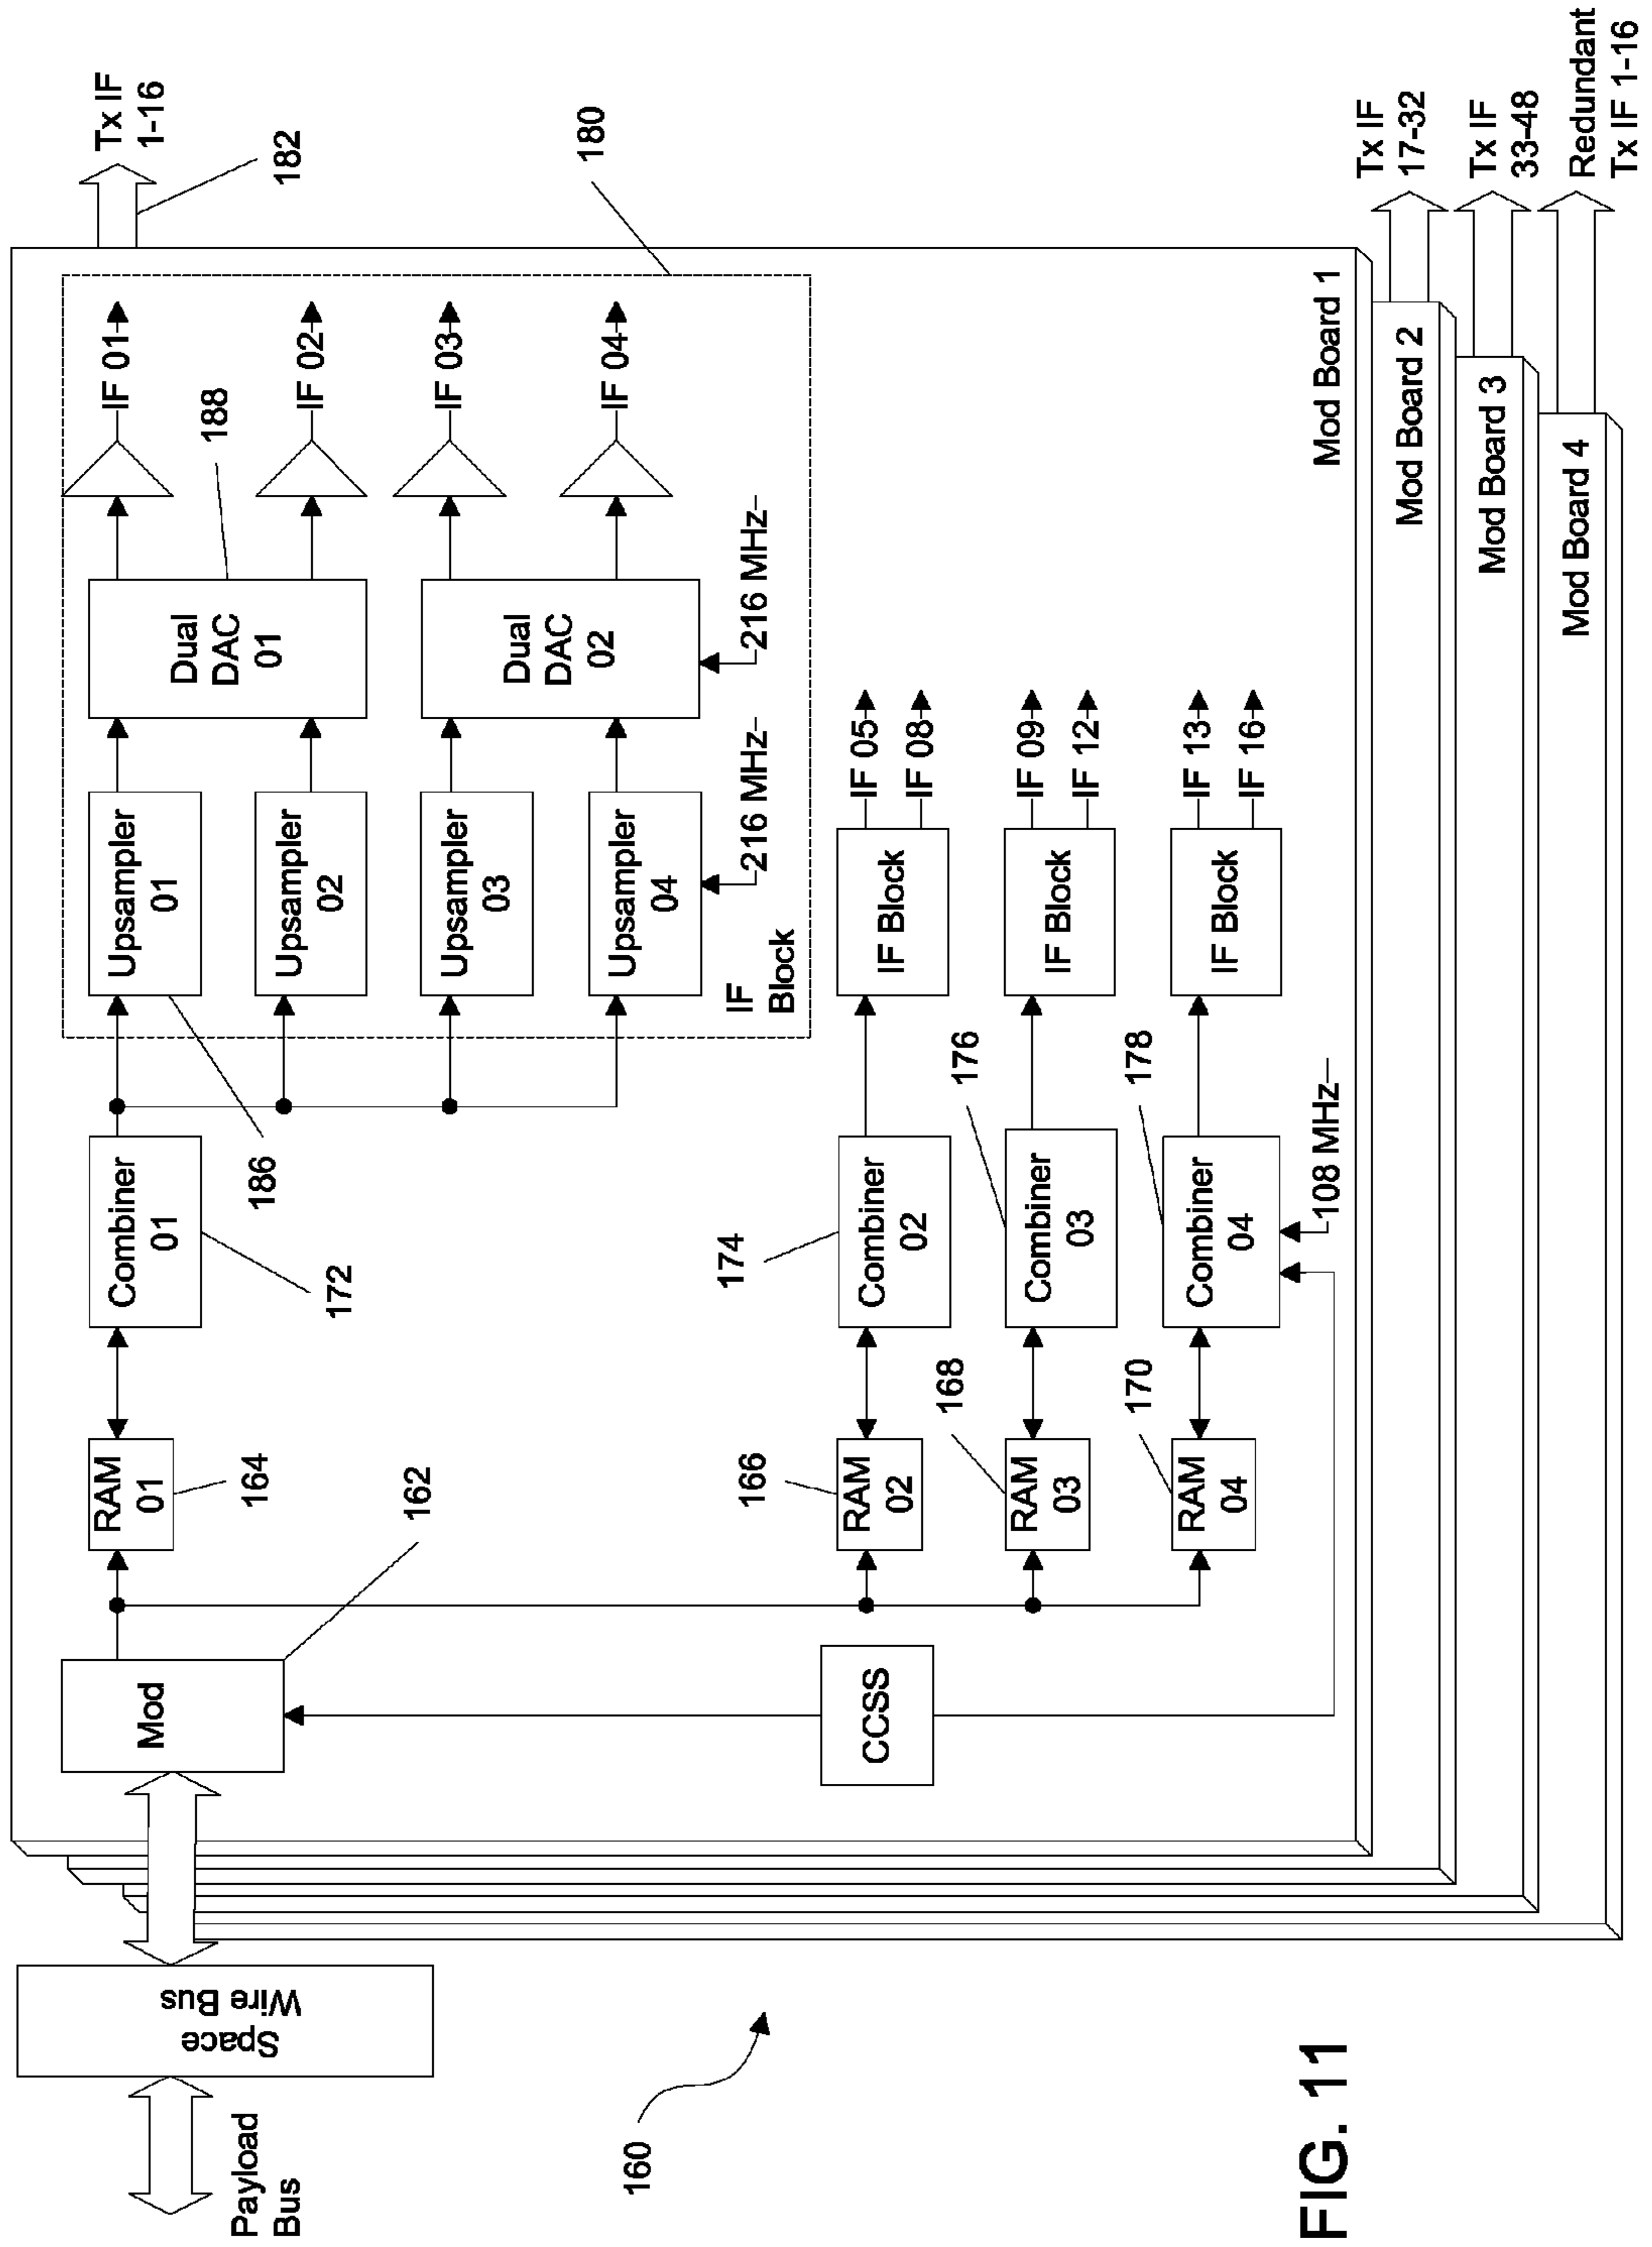 Payload
Bus
Space
Wire Bus
Mod
162
CCSS
RAM
01
164
Combiner
01
172
Upsampler
01
186
Upsampler
02
Upsampler
03
Upsampler
04
216 MHz
Dual
DAC
01
188
Dual
DAC
02
216 MHz
IF 01
IF 02
IF 03
IF 04
IF
Block
180
Tx IF
1-16
182
RAM
02
166
Combiner
02
174
IF Block
IF 05
IF 08
RAM
03
168
Combiner
03
176
IF Block
IF 09
IF 12
RAM
04
170
Combiner
04
178
108 MHz
IF Block
IF 13
IF 16
Mod Board 1
Mod Board 2
Mod Board 3
Mod Board 4
Tx IF
17-32
Tx IF
33-48
Redundant
Tx IF 1-16
160
FIG. 11